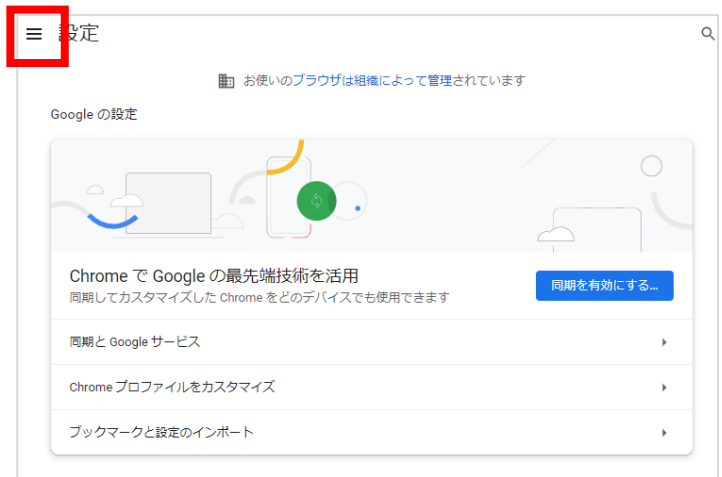 設定
お使いのブラウザは組織によって管理されています
Google の設定
Chrome で Google の最先端技術を活用
同期してカスタマイズした Chrome をどのデバイスでも使用できます
同期を有効にする...
同期と Google サービス
Chrome プロファイルをカスタマイズ
ブックマークと設定のインポート